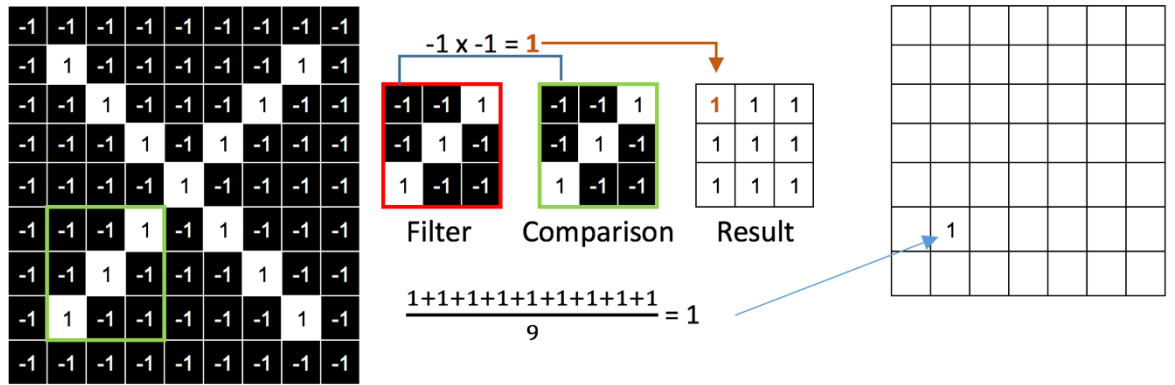 -1 -1 -1 -1 -1 -1 -1 -1 -1
-1 1 -1 -1 -1 -1 -1 1 -1
-1 -1 1 -1 -1 -1 1 -1 -1
-1 -1 -1 1 -1 1 -1 -1 -1
-1 -1 -1 -1 1 -1 -1 -1 -1
-1 -1 -1 1 -1 1 -1 -1 -1
-1 -1 1 -1 -1 -1 1 -1 -1
-1 1 -1 -1 -1 -1 -1 1 -1
-1 -1 -1 -1 -1 -1 -1 -1 -1
-1 x -1 = 1
-1 -1 1
-1 1 -1
1 -1 -1
Filter
-1 -1 1
-1 1 -1
1 -1 -1
Comparison
1 1 1
1 1 1
1 1 1
Result
1+1+1+1+1+1+1+1+1
9
= 1
1